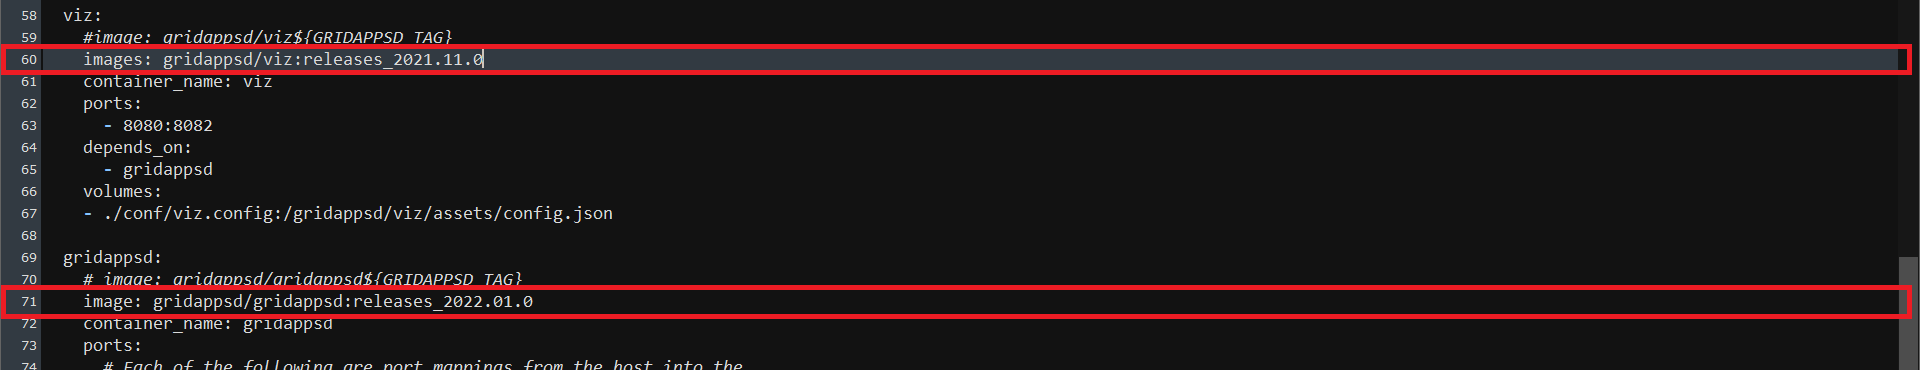 58 viz:
59 #image: gridappsd/viz${GRIDAPPSD_TAG}
60 images: gridappsd/viz:releases_2021.11.0
61 container_name: viz
62 ports:
63 - 8080:8082
64 depends_on:
65 - gridappsd
66 volumes:
67 - ./conf/viz.config:/gridappsd/viz/assets/config.json
68
69 gridappsd:
70 # image: gridappsd/gridappsd${GRIDAPPSD_TAG}
71 image: gridappsd/gridappsd:releases_2022.01.0
72 container_name: gridappsd
73 ports:
74 # Each of the following are port mappings from the host into the